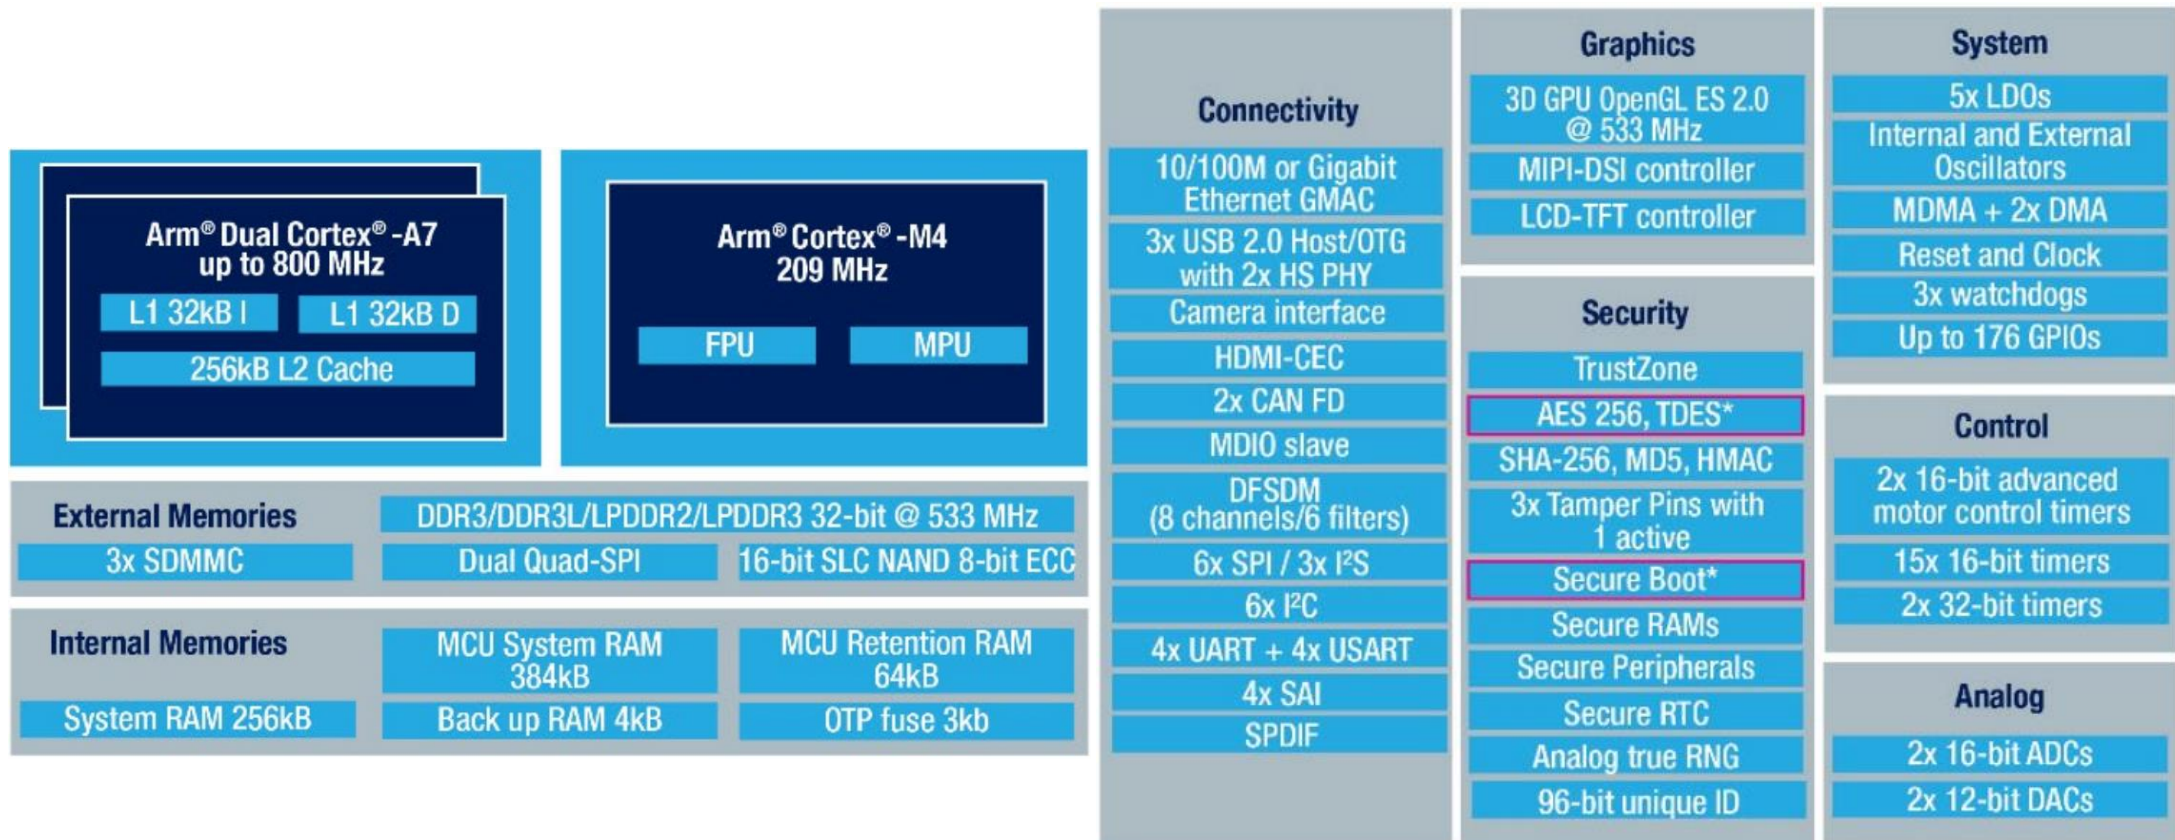 Arm® Dual Cortex®-A7
up to 800 MHz
L1 32kB I
L1 32kB D
256kB L2 Cache
Arm® Cortex®-M4
209 MHz
FPU
MPU
External Memories
DDR3/DDR3L/LPDDR2/LPDDR3 32-bit @ 533 MHz
3x SDMMC
Dual Quad-SPI
16-bit SLC NAND 8-bit ECC
Internal Memories
MCU System RAM
384kB
MCU Retention RAM
64kB
System RAM 256kB
Back up RAM 4kB
OTP fuse 3kb
Connectivity
10/100M or Gigabit
Ethernet GMAC
3x USB 2.0 Host/OTG
with 2x HS PHY
Camera interface
HDMI-CEC
2x CAN FD
MDIO slave
DFSDM
(8 channels/6 filters)
6x SPI / 3x I²S
6x I²C
4x UART + 4x USART
4x SAI
SPDIF
Graphics
3D GPU OpenGL ES 2.0
@ 533 MHz
MIPI-DSI controller
LCD-TFT controller
Security
TrustZone
AES 256, TDES*
SHA-256, MD5, HMAC
3x Tamper Pins with
1 active
Secure Boot*
Secure RAMs
Secure Peripherals
Secure RTC
Analog true RNG
96-bit unique ID
System
5x LDOs
Internal and External
Oscillators
MDMA + 2x DMA
Reset and Clock
3x watchdogs
Up to 176 GPIOs
Control
2x 16-bit advanced
motor control timers
15x 16-bit timers
2x 32-bit timers
Analog
2x 16-bit ADCs
2x 12-bit DACs